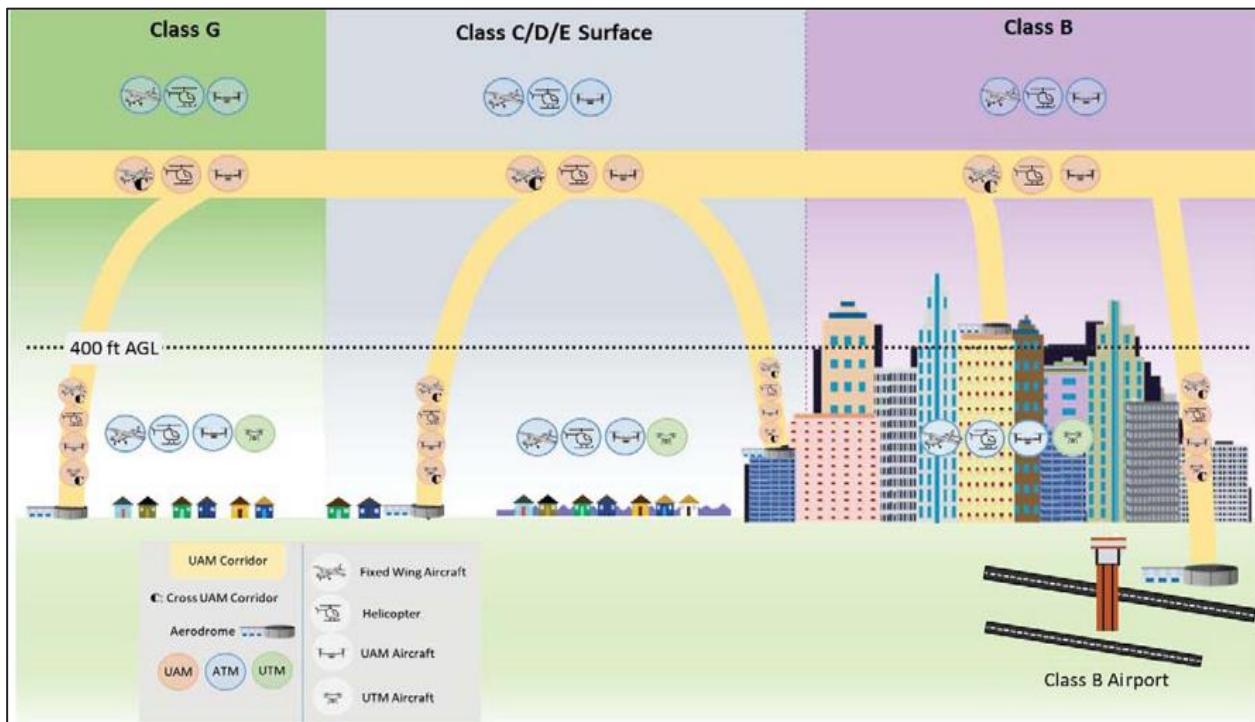 Class G
Class C/D/E Surface
Class B
C
C
C
400 ft AGL
C
C
C
C
C
C
C
C
UAM Corridor
C: Cross UAM Corridor
Aerodrome
UAM
ATM
UTM
Fixed Wing Aircraft
Helicopter
UAM Aircraft
UTM Aircraft
Class B Airport